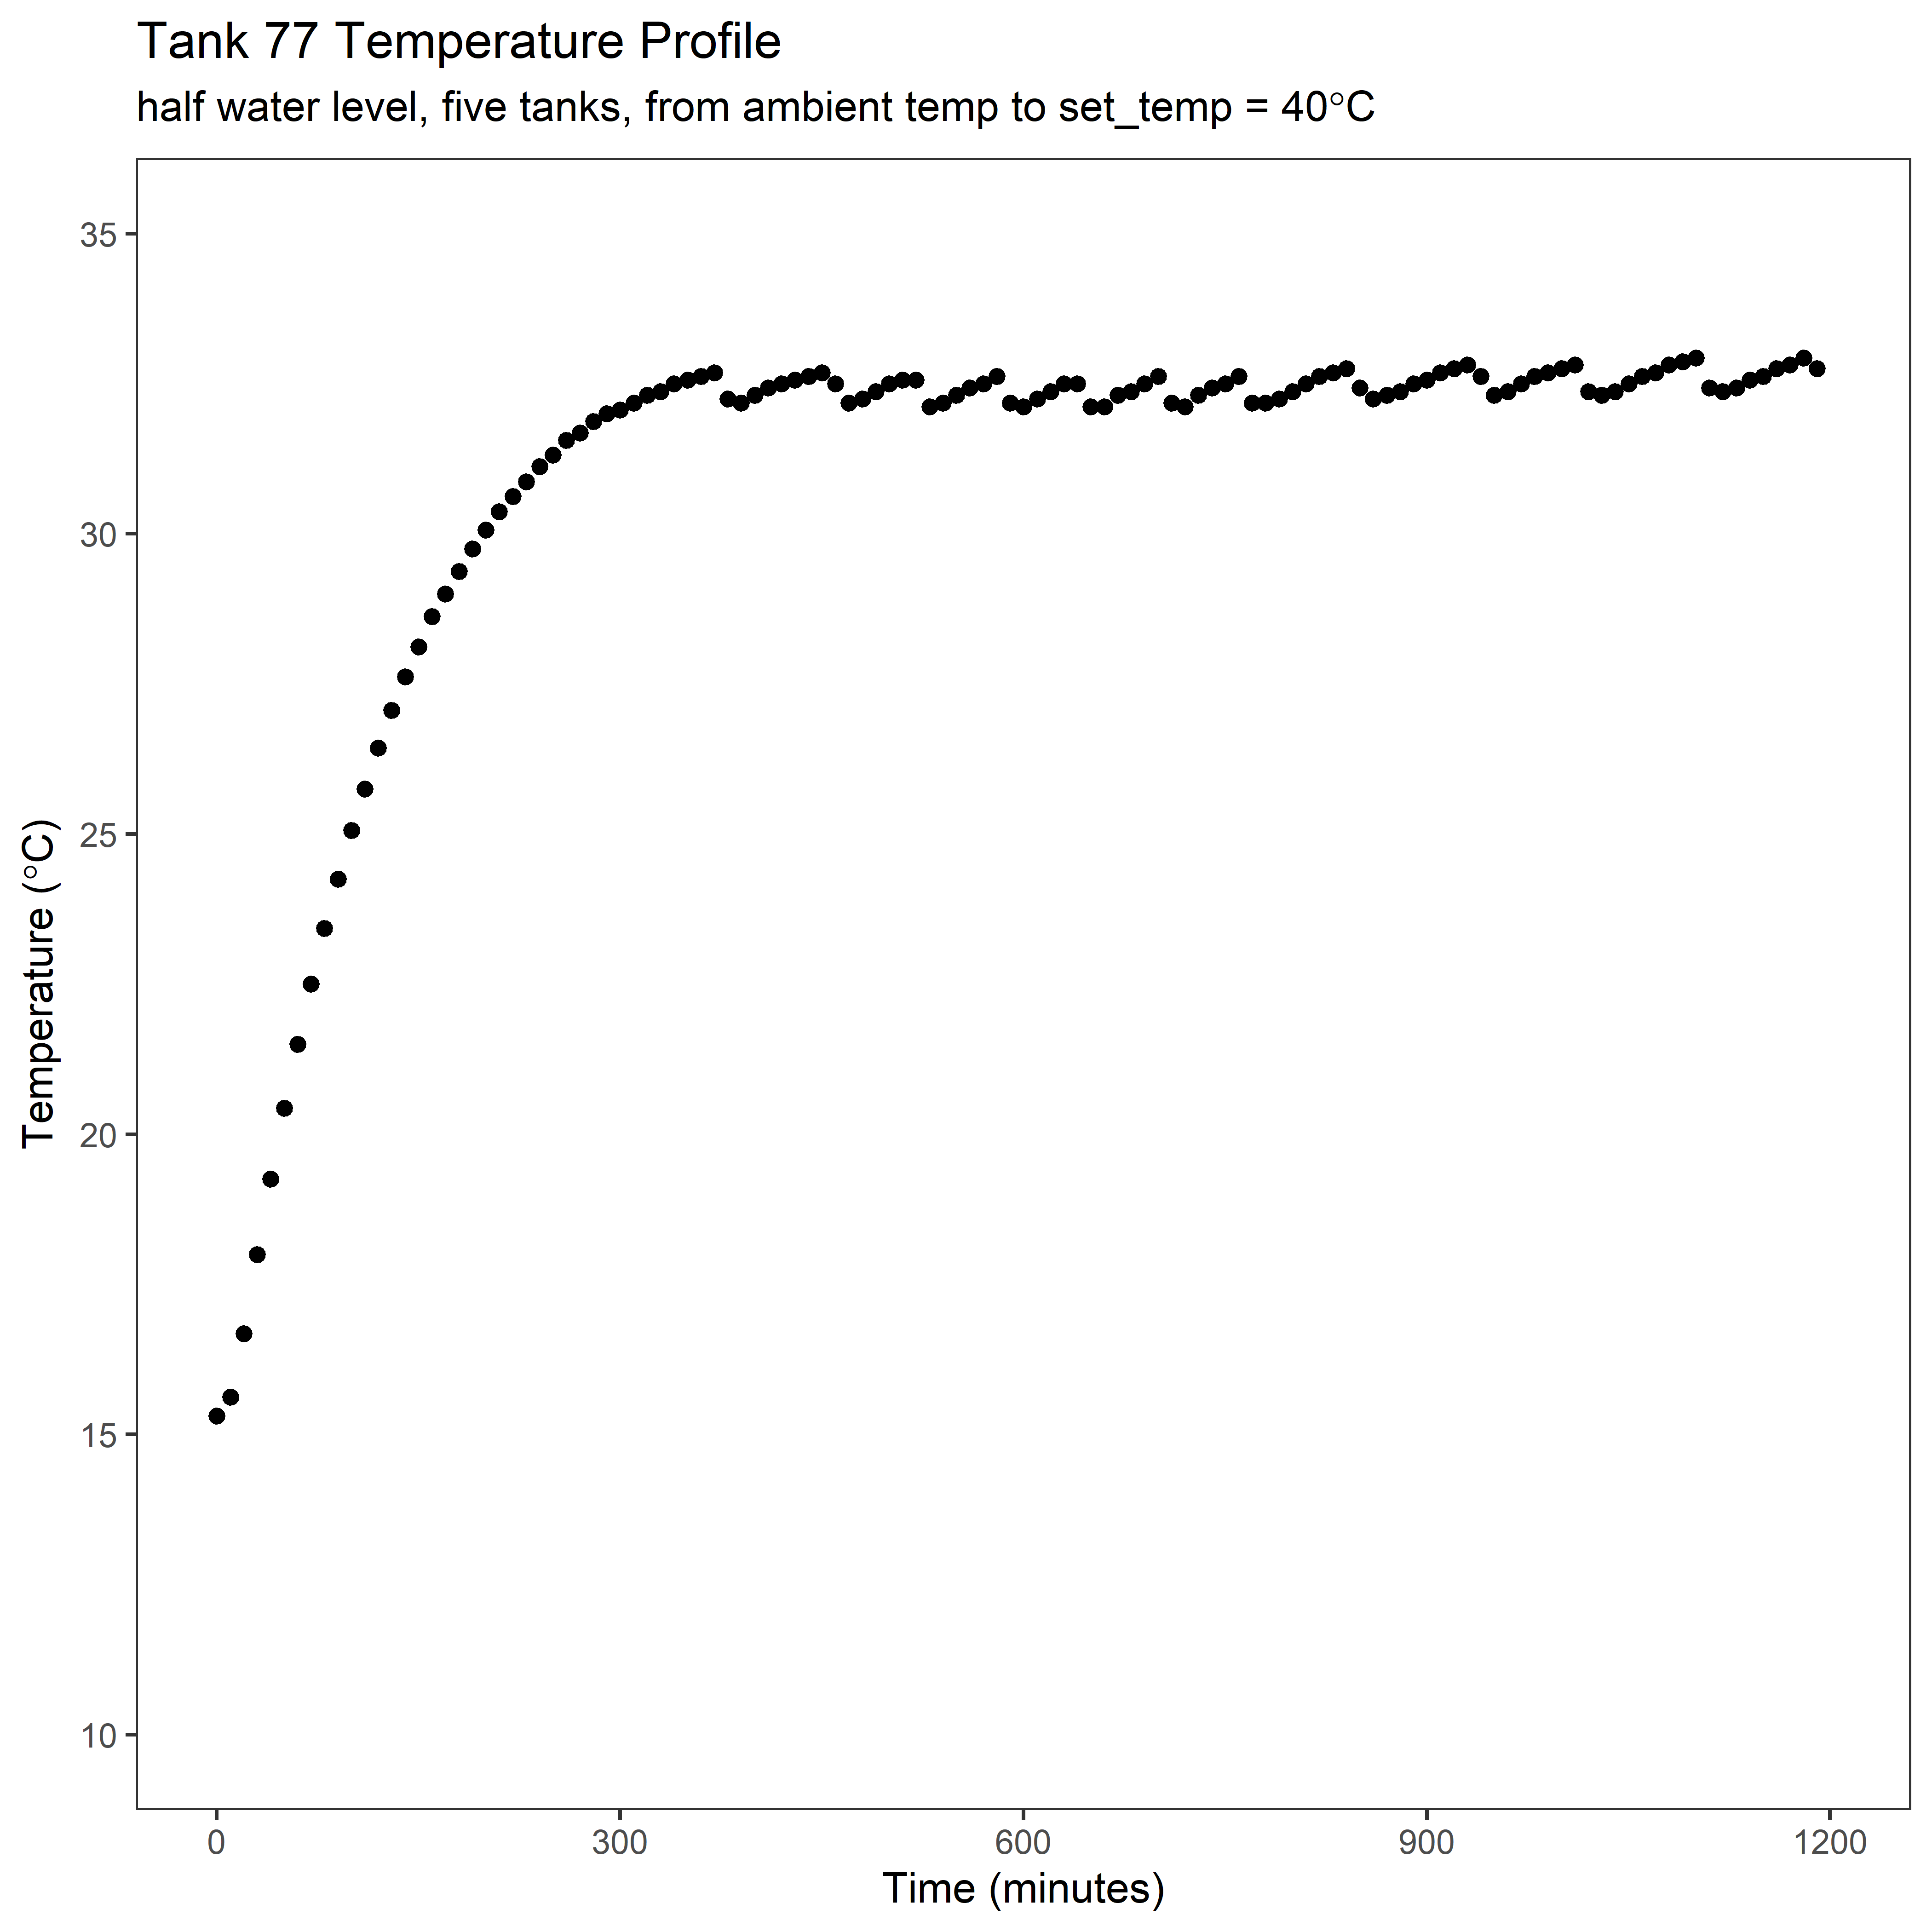 Tank 77 Temperature Profile
half water level, five tanks, from ambient temp to set_temp = 40°C
35
30
25
20
15
10
Temperature (°C)
0 300 600 900 1200
Time (minutes)